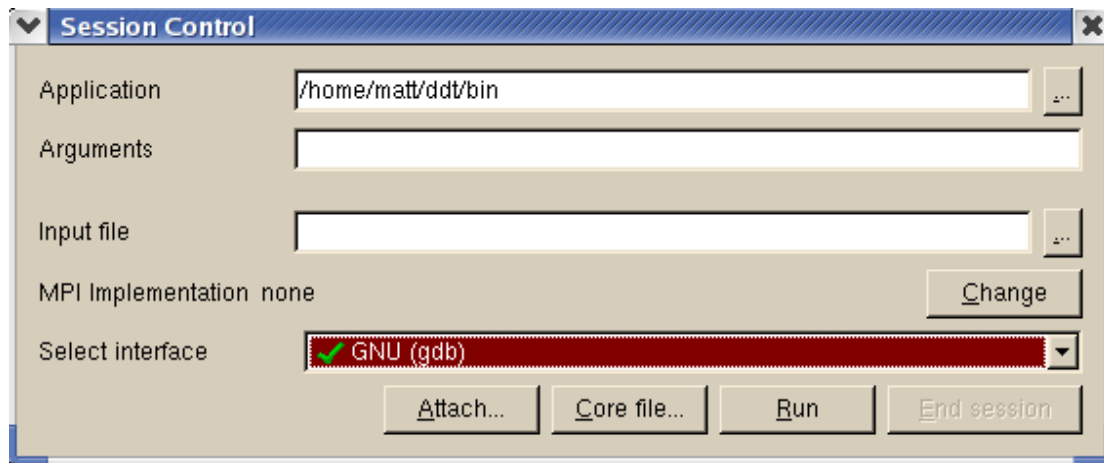 Session Control
Application /home/matt/ddt/bin ...
Arguments
Input file ...
MPI Implementation none Change
Select interface GNU (gdb)
Attach... Core file... Run End session